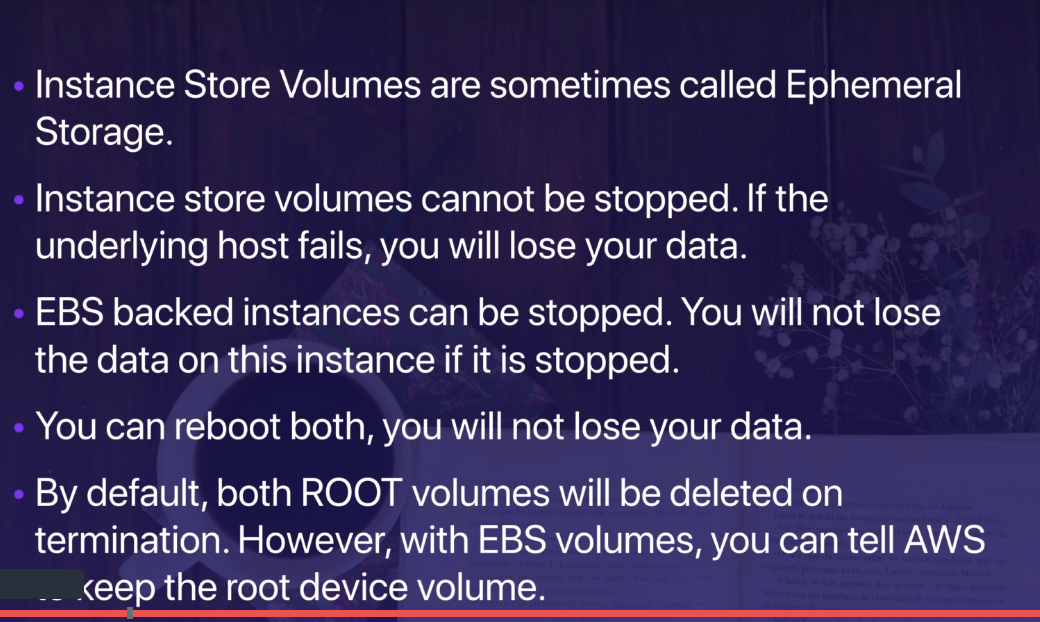 • Instance Store Volumes are sometimes called Ephemeral
Storage.
• Instance store volumes cannot be stopped. If the
underlying host fails, you will lose your data.
• EBS backed instances can be stopped. You will not lose
the data on this instance if it is stopped.
• You can reboot both, you will not lose your data.
• By default, both ROOT volumes will be deleted on
termination. However, with EBS volumes, you can tell AWS
keep the root device volume.